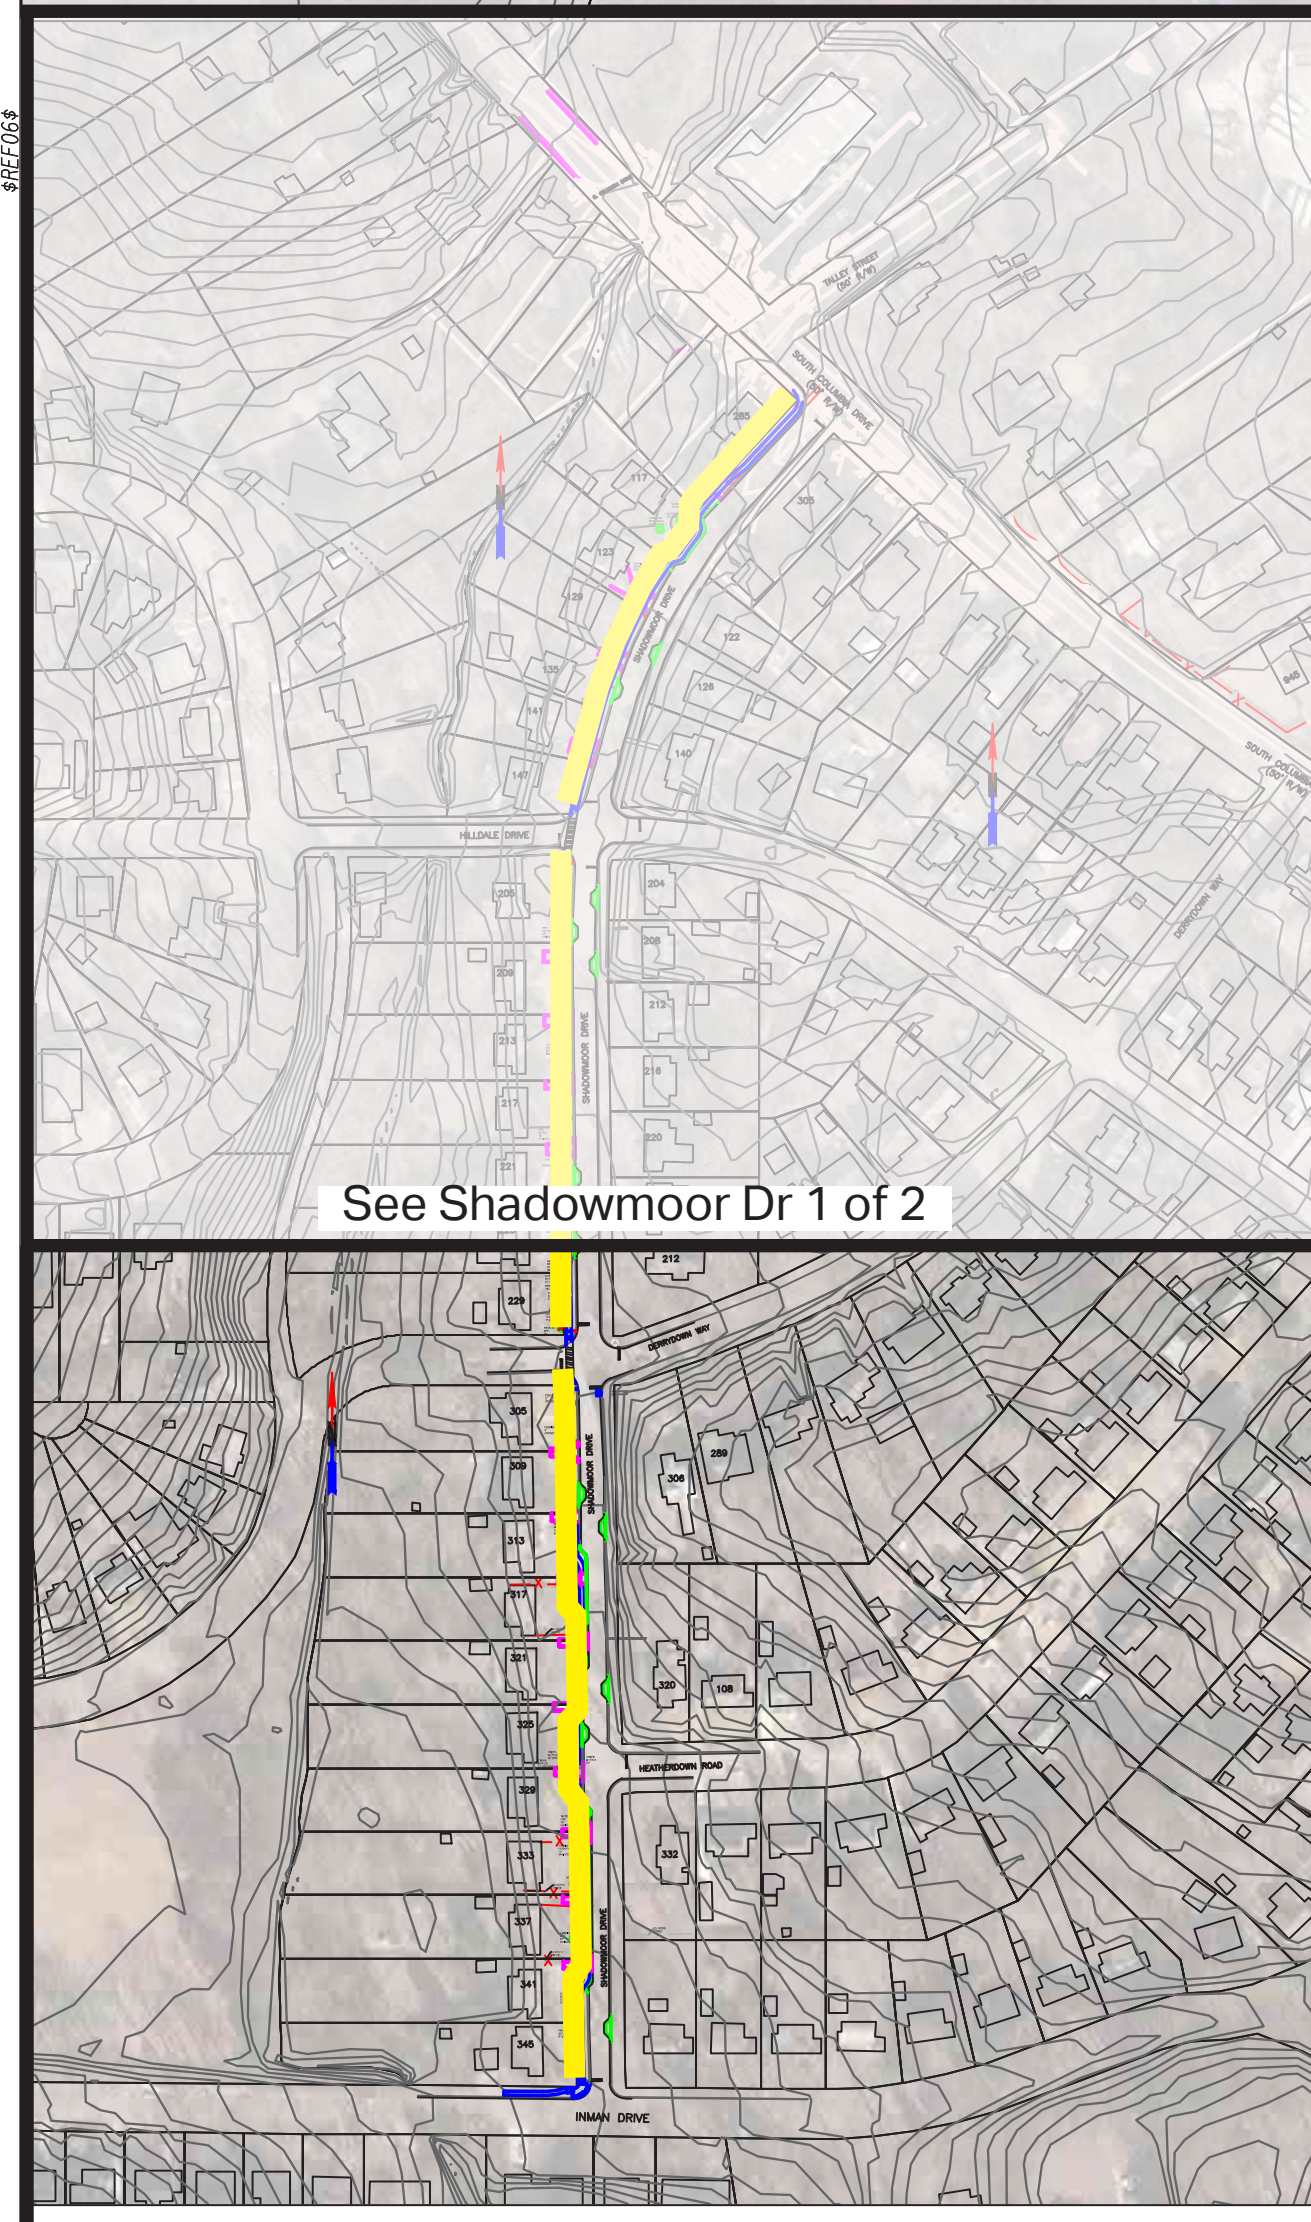 $REF06$
TALLEY STREET
(50' R/W)
SOUTH COLUMBIA DRIVE
(50' R/W)
285
117
305
123
129
SHADOWMOOR DRIVE
122
135
126
945
141
140
147
SOUTH COLUMBI
(50' R/W)
HILLDALE DRIVE
205
204
DERRYDOWN WAY
208
209
212
SHADOWMOOR DRIVE
213
216
217
220
221
See Shadowmoor Dr 1 of 2
212
229
DERRYDOWN WAY
305
SHADOWMOOR DRIVE
289
309
306
313
X
317
321
320
108
325
HEATHERDOWN ROAD
329
X
333
332
X
337
SHADOWMOOR DRIVE
X
341
345
INMAN DRIVE